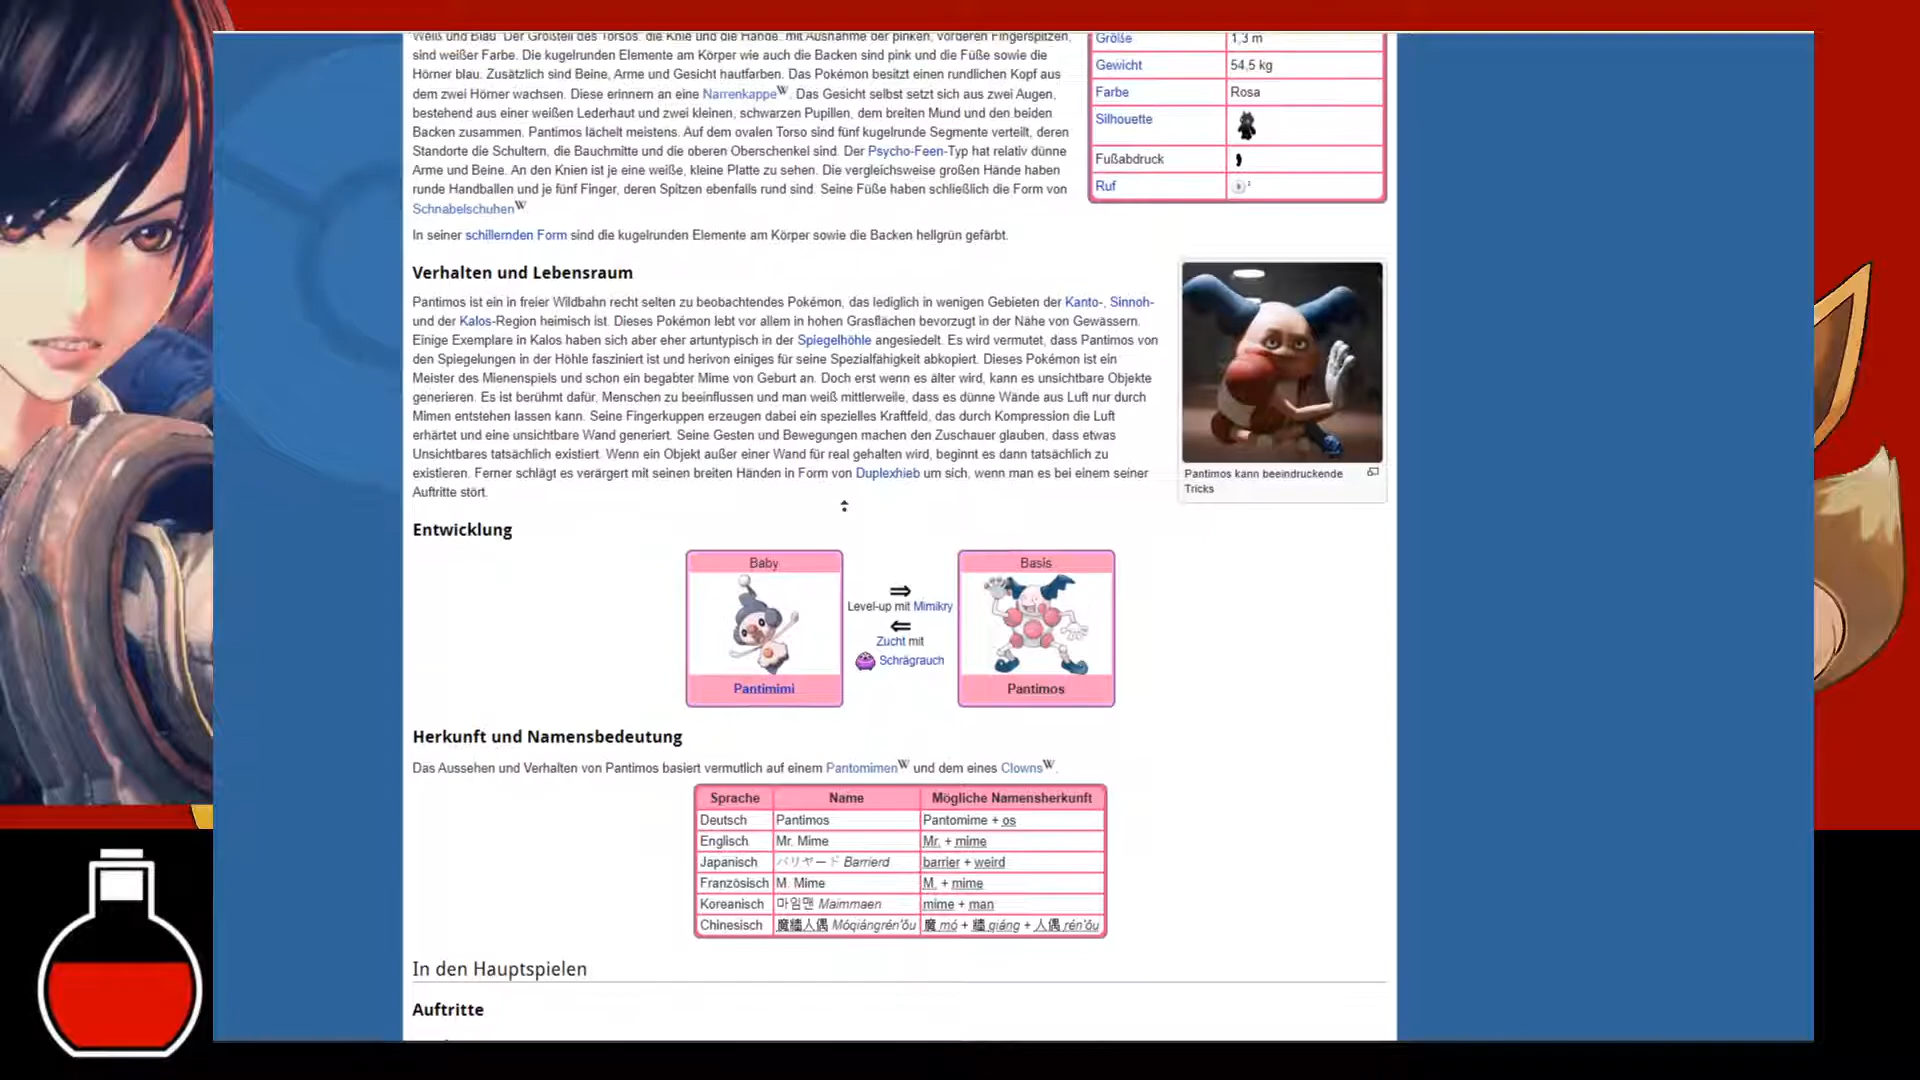 Weiß und Blau. Der Großteil des Torsos, die Knie und die Hände, mit Ausnahme der pinken, vorderen Fingerspitzen,
sind weißer Farbe. Die kugelrunden Elemente am Körper wie auch die Backen sind pink und die Füße sowie die
Hörner blau. Zusätzlich sind Beine, Arme und Gesicht hautfarben. Das Pokémon besitzt einen rundlichen Kopf aus
dem zwei Hörner wachsen. Diese erinnern an eine Narrenkappe W. Das Gesicht selbst setzt sich aus zwei Augen,
bestehend aus einer weißen Lederhaut und zwei kleinen, schwarzen Pupillen, dem breiten Mund und den beiden
Backen zusammen. Pantimos lächelt meistens. Auf dem ovalen Torso sind fünf kugelrunde Segmente verteilt, deren
Standorte die Schultern, die Bauchmitte und die oberen Oberschenkel sind. Der Psycho-Feen-Typ hat relativ dünne
Arme und Beine. An den Knien ist je eine weiße, kleine Platte zu sehen. Die vergleichsweise großen Hände haben
runde Handballen und je fünf Finger, deren Spitzen ebenfalls rund sind. Seine Füße haben schließlich die Form von
Schnabelschuhen W
In seiner schillernden Form sind die kugelrunden Elemente am Körper sowie die Backen hellgrün gefärbt.
Größe 1,3 m
Gewicht 54,5 kg
Farbe Rosa
Silhouette
Fußabdruck
Ruf
Verhalten und Lebensraum
Pantimos ist ein in freier Wildbahn recht selten zu beobachtendes Pokémon, das lediglich in wenigen Gebieten der Kanto-, Sinnoh-
und der Kalos-Region heimisch ist. Dieses Pokémon lebt vor allem in hohen Grasflächen bevorzugt in der Nähe von Gewässern.
Einige Exemplare in Kalos haben sich aber eher artuntypisch in der Spiegelhöhle angesiedelt. Es wird vermutet, dass Pantimos von
den Spiegelungen in der Höhle fasziniert ist und herivon einiges für seine Spezialfähigkeit abkopiert. Dieses Pokémon ist ein
Meister des Mienenspiels und schon ein begabter Mime von Geburt an. Doch erst wenn es älter wird, kann es unsichtbare Objekte
generieren. Es ist berühmt dafür, Menschen zu beeinflussen und man weiß mittlerweile, dass es dünne Wände aus Luft nur durch
Mimen entstehen lassen kann. Seine Fingerkuppen erzeugen dabei ein spezielles Kraftfeld, das durch Kompression die Luft
erhärtet und eine unsichtbare Wand generiert. Seine Gesten und Bewegungen machen den Zuschauer glauben, dass etwas
Unsichtbares tatsächlich existiert. Wenn ein Objekt außer einer Wand für real gehalten wird, beginnt es dann tatsächlich zu
existieren. Ferner schlägt es verärgert mit seinen breiten Händen in Form von Duplexhieb um sich, wenn man es bei einem seiner
Auftritte stört.
Pantimos kann beeindruckende
Tricks
Entwicklung
Baby
Pantimimi
Level-up mit Mimikry
Zucht mit
Schrägrauch
Basis
Pantimos
Herkunft und Namensbedeutung
Das Aussehen und Verhalten von Pantimos basiert vermutlich auf einem Pantomimen W und dem eines Clowns W.
Sprache Name Mögliche Namensherkunft
Deutsch Pantimos Pantomime + os
Englisch Mr. Mime Mr. + mime
Japanisch バリヤード Barrierd barrier + weird
Französisch M. Mime M. + mime
Koreanisch 마임맨 Maimmaen mime + man
Chinesisch 魔牆人偶 Móqiángrén'ǒu 魔 mó + 牆 qiáng + 人偶 rén'ǒu
In den Hauptspielen
Auftritte